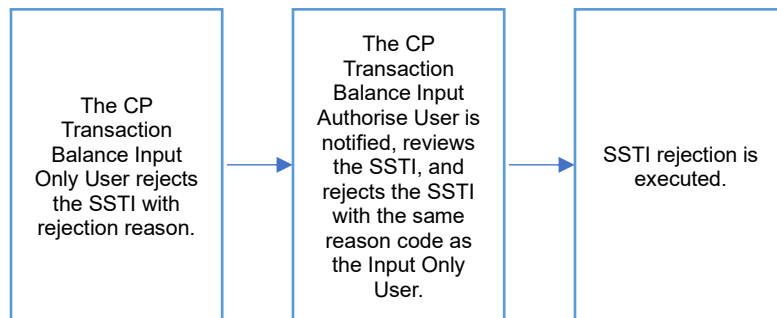 The CP
Transaction
Balance Input
Only User rejects
the SSTI with
rejection reason.
The CP
Transaction
Balance Input
Authorise User is
notified, reviews
the SSTI, and
rejects the SSTI
with the same
reason code as
the Input Only
User.
SSTI rejection is
executed.